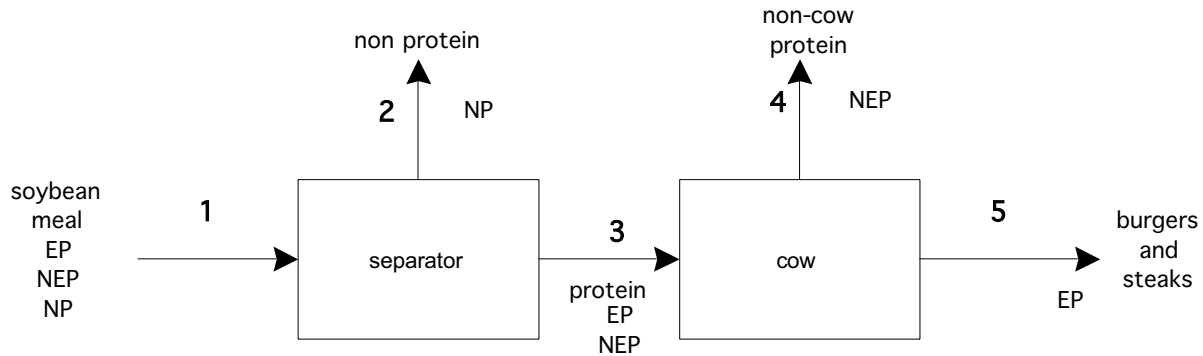 non protein
2
NP
non-cow
protein
4
NEP
soybean
meal
EP
NEP
NP
1
separator
3
protein
EP
NEP
cow
5
EP
burgers
and
steaks